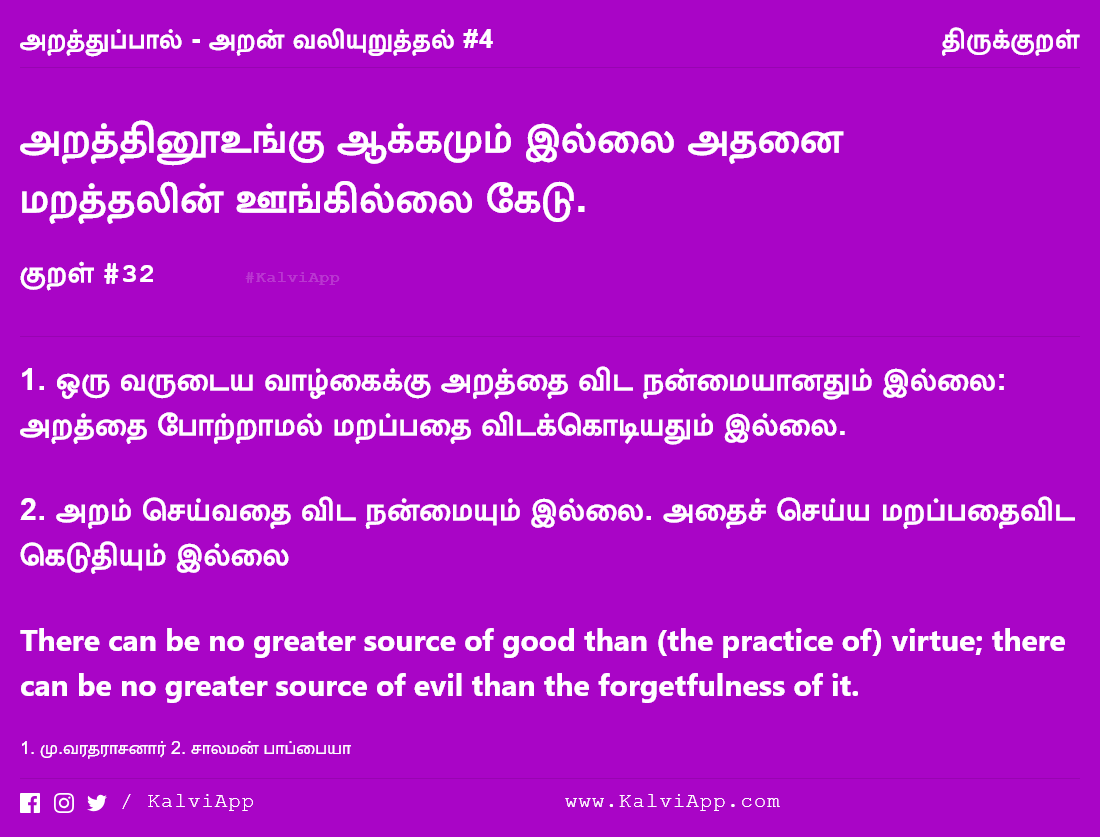 அறத்துப்பால் - அறன் வலியுறுத்தல் #4 திருக்குறள்
அறத்தினூஉங்கு ஆக்கமும் இல்லை அதனை
மறத்தலின் ஊங்கில்லை கேடு.
குறள் #32 #KalviApp
1. ஒரு வருடைய வாழ்கைக்கு அறத்தை விட நன்மையானதும் இல்லை:
அறத்தை போற்றாமல் மறப்பதை விடக்கொடியதும் இல்லை.
2. அறம் செய்வதை விட நன்மையும் இல்லை. அதைச் செய்ய மறப்பதைவிட
கெடுதியும் இல்லை
There can be no greater source of good than (the practice of) virtue; there
can be no greater source of evil than the forgetfulness of it.
1. மு.வரதராசனார் 2. சாலமன் பாப்பையா
/ KalviApp www.KalviApp.com